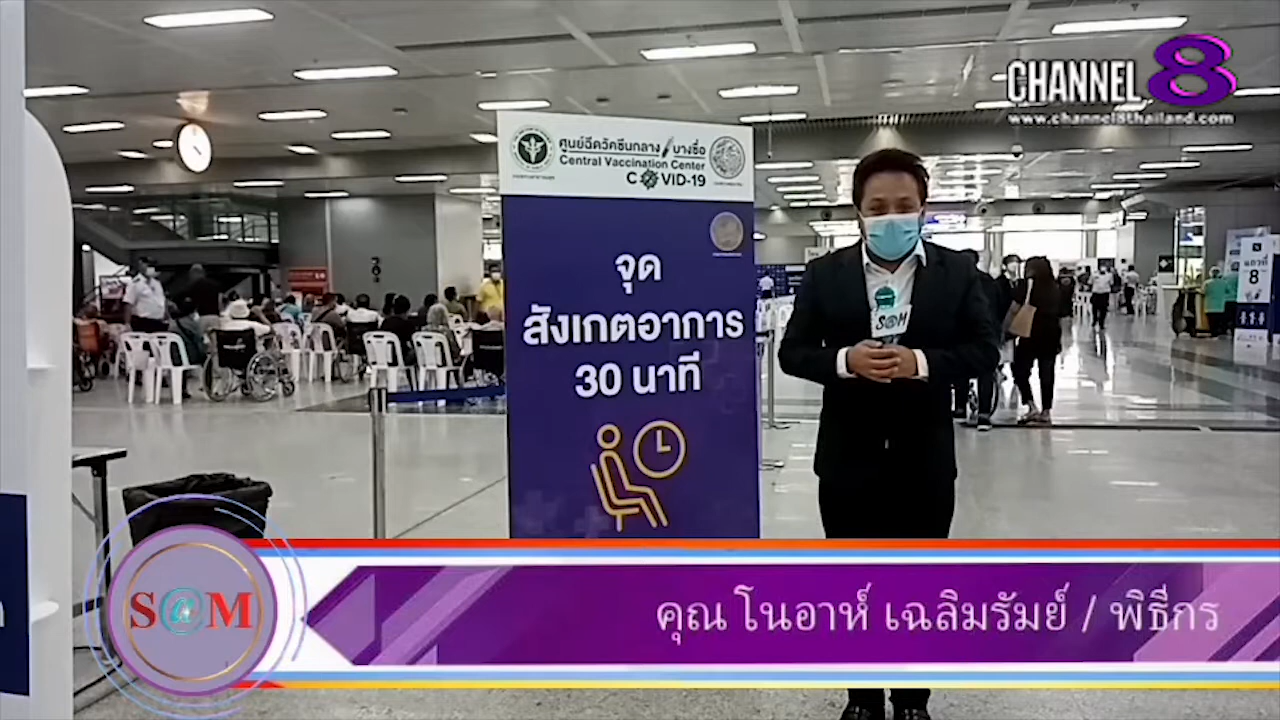 CHANNEL 8
www.channel8thailand.com
ศูนย์ฉีดวัคซีนกลาง บางซื่อ
Central Vaccination Center
COVID-19
จุด
สังเกตอาการ
30 นาที
S@M
แถวที่
8
S@M
คุณ โนอาห์ เฉลิมรัมย์ / พิธีกร